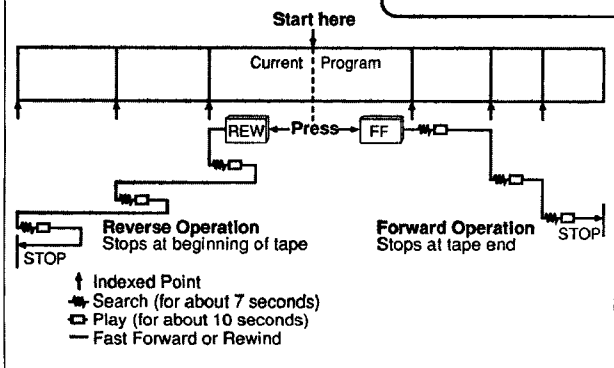 Start here
Current Program
REW Press FF
Reverse Operation
Stops at beginning of tape
Forward Operation
Stops at tape end
STOP
STOP
Indexed Point
Search (for about 7 seconds)
Play (for about 10 seconds)
Fast Forward or Rewind